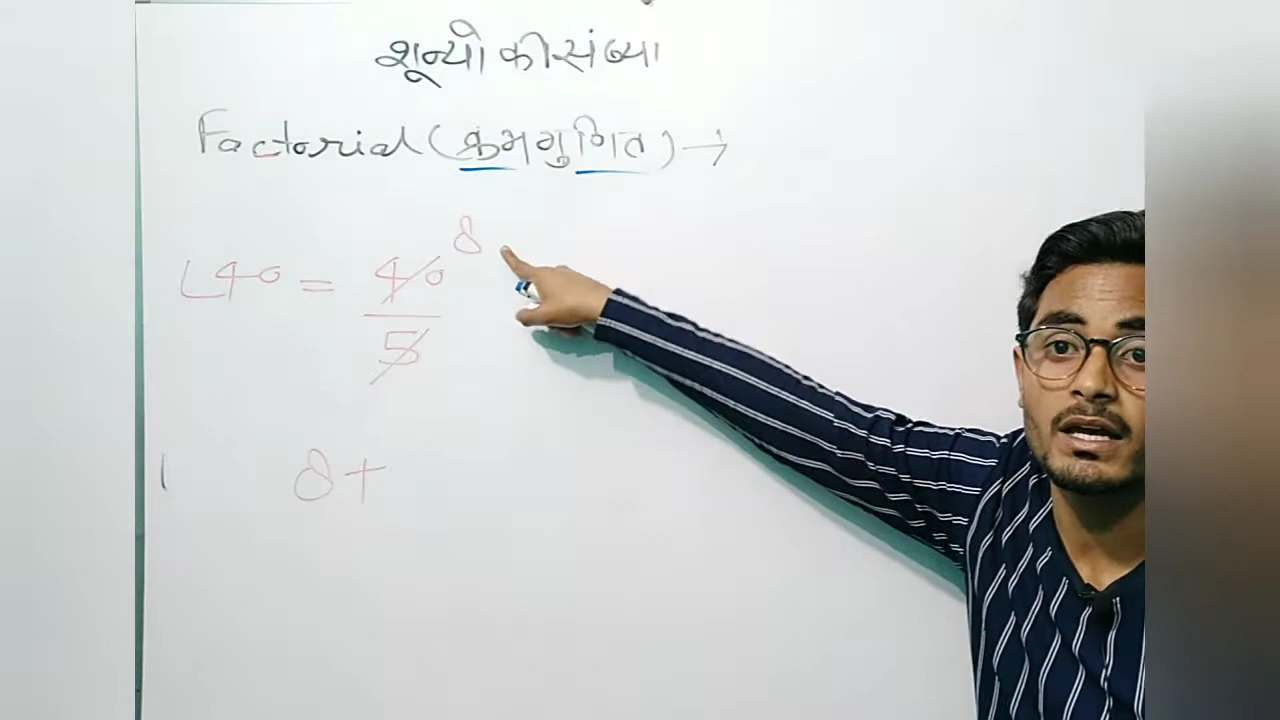 शून्यो की संख्या
Factorial (क्रमगुणित) →
∟40 = 40/5 8
8+